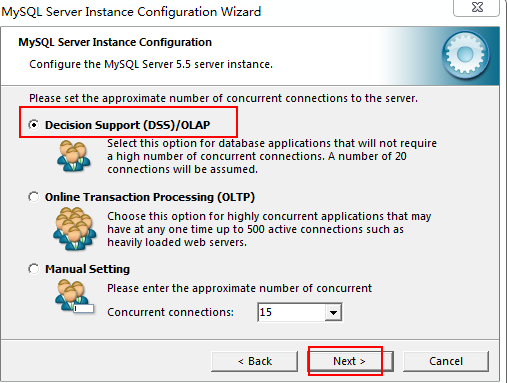 MySQL Server Instance Configuration Wizard
MySQL Server Instance Configuration
Configure the MySQL Server 5.5 server instance.
Please set the approximate number of concurrent connections to the server.
Decision Support (DSS)/OLAP
Select this option for database applications that will not require
a high number of concurrent connections. A number of 20
connections will be assumed.
Online Transaction Processing (OLTP)
Choose this option for highly concurrent applications that may
have at any one time up to 500 active connections such as
heavily loaded web servers.
Manual Setting
Please enter the approximate number of concurrent
Concurrent connections: 15
< Back Next > Cancel